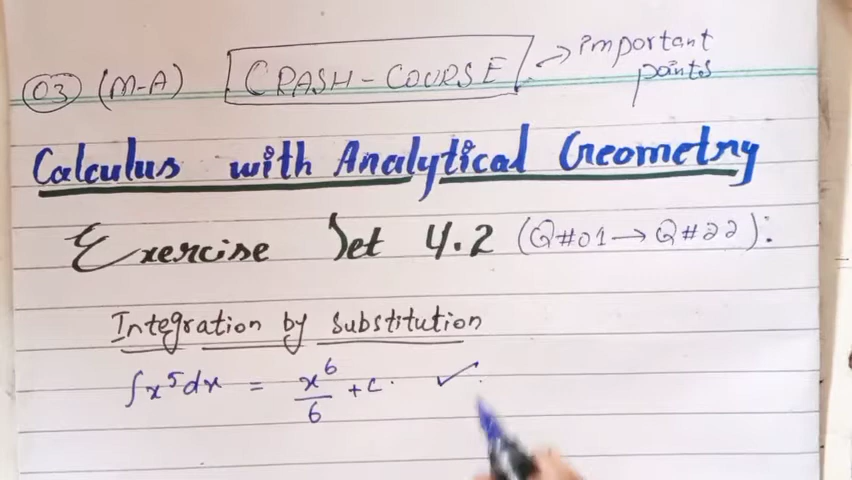 03 (M-A) CRASH-COURSE → important points
Calculus with Analytical Geometry
Exercise Set 4.2 (Q#01 → Q#22):
Integration by substitution
∫x⁵dx = x⁶/6 + c. ✓